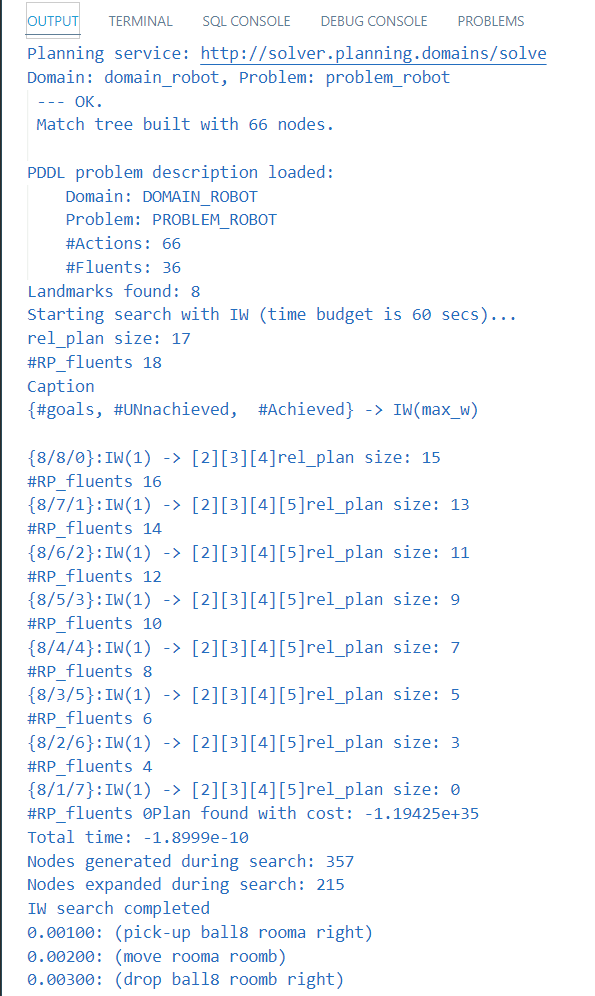 OUTPUT TERMINAL SQL CONSOLE DEBUG CONSOLE PROBLEMS
Planning service: http://solver.planning.domains/solve
Domain: domain_robot, Problem: problem_robot
--- OK.
Match tree built with 66 nodes.
PDDL problem description loaded:
Domain: DOMAIN_ROBOT
Problem: PROBLEM_ROBOT
#Actions: 66
#Fluents: 36
Landmarks found: 8
Starting search with IW (time budget is 60 secs)...
rel_plan size: 17
#RP_fluents 18
Caption
{#goals, #UNnachieved,  #Achieved} -> IW(max_w)
{8/8/0}:IW(1) -> [2][3][4]rel_plan size: 15
#RP_fluents 16
{8/7/1}:IW(1) -> [2][3][4][5]rel_plan size: 13
#RP_fluents 14
{8/6/2}:IW(1) -> [2][3][4][5]rel_plan size: 11
#RP_fluents 12
{8/5/3}:IW(1) -> [2][3][4][5]rel_plan size: 9
#RP_fluents 10
{8/4/4}:IW(1) -> [2][3][4][5]rel_plan size: 7
#RP_fluents 8
{8/3/5}:IW(1) -> [2][3][4][5]rel_plan size: 5
#RP_fluents 6
{8/2/6}:IW(1) -> [2][3][4][5]rel_plan size: 3
#RP_fluents 4
{8/1/7}:IW(1) -> [2][3][4][5]rel_plan size: 0
#RP_fluents 0Plan found with cost: -1.19425e+35
Total time: -1.8999e-10
Nodes generated during search: 357
Nodes expanded during search: 215
IW search completed
0.00100: (pick-up ball8 rooma right)
0.00200: (move rooma roomb)
0.00300: (drop ball8 roomb right)